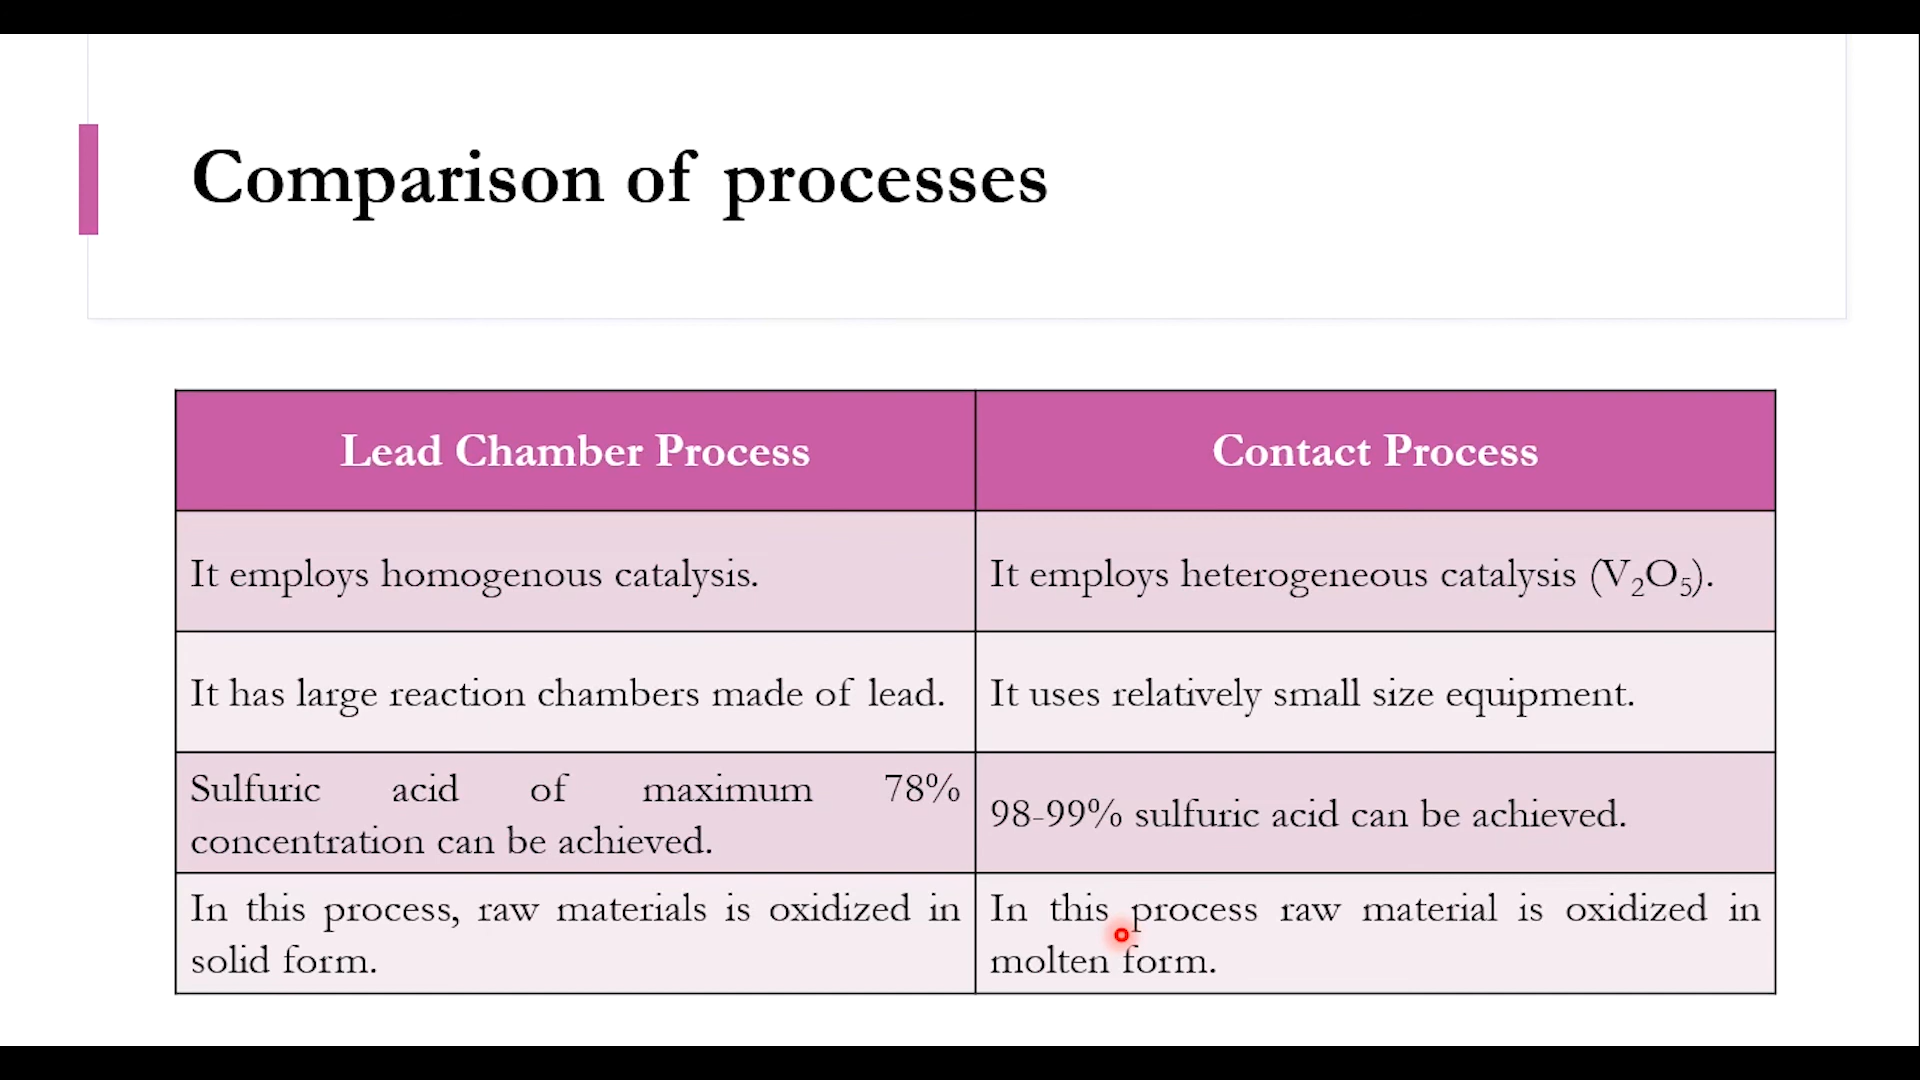 Comparison of processes
Lead Chamber Process
Contact Process
It employs homogenous catalysis.
It employs heterogeneous catalysis (V₂O₅).
It has large reaction chambers made of lead.
It uses relatively small size equipment.
Sulfuric acid of maximum 78%
concentration can be achieved.
98-99% sulfuric acid can be achieved.
In this process, raw materials is oxidized in
solid form.
In this process raw material is oxidized in
molten form.